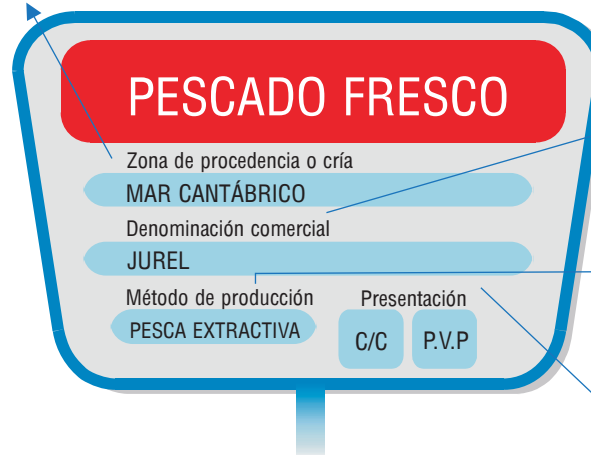 PESCADO FRESCO
Zona de procedencia o cría
MAR CANTÁBRICO
Denominación comercial
JUREL
Método de producción Presentación
PESCA EXTRACTIVA C/C P.V.P